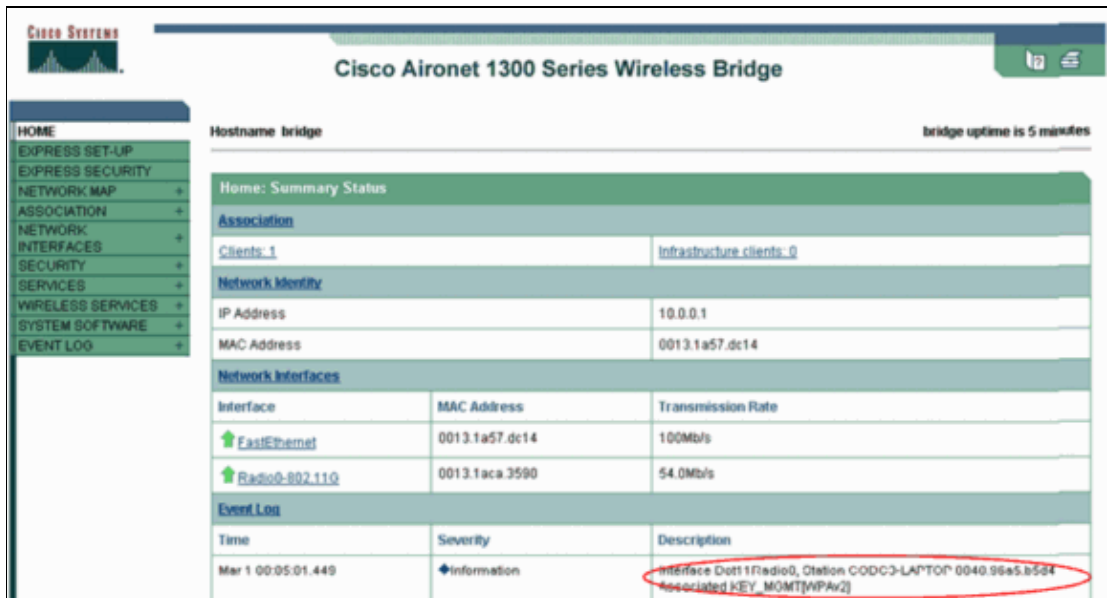 CISCO SYSTEMS
Cisco Aironet 1300 Series Wireless Bridge
HOME
EXPRESS SET-UP
EXPRESS SECURITY
NETWORK MAP +
ASSOCIATION +
NETWORK
INTERFACES +
SECURITY +
SERVICES +
WIRELESS SERVICES +
SYSTEM SOFTWARE +
EVENT LOG +
Hostname bridge
bridge uptime is 5 minutes
Home: Summary Status
Association
Clients: 1
Infrastructure clients: 0
Network Identity
IP Address
10.0.0.1
MAC Address
0013.1a57.dc14
Network Interfaces
Interface
MAC Address
Transmission Rate
FastEthernet
0013.1a57.dc14
100Mb/s
Radio0-802.11G
0013.1aca.3590
54.0Mb/s
Event Log
Time
Severity
Description
Mar 1 00:05:01.449
Information
Interface Dot11Radio0, Station CODC3-LAPTOP 0040.96a5.b5d4
Associated KEY_MGMT[WPAv2]